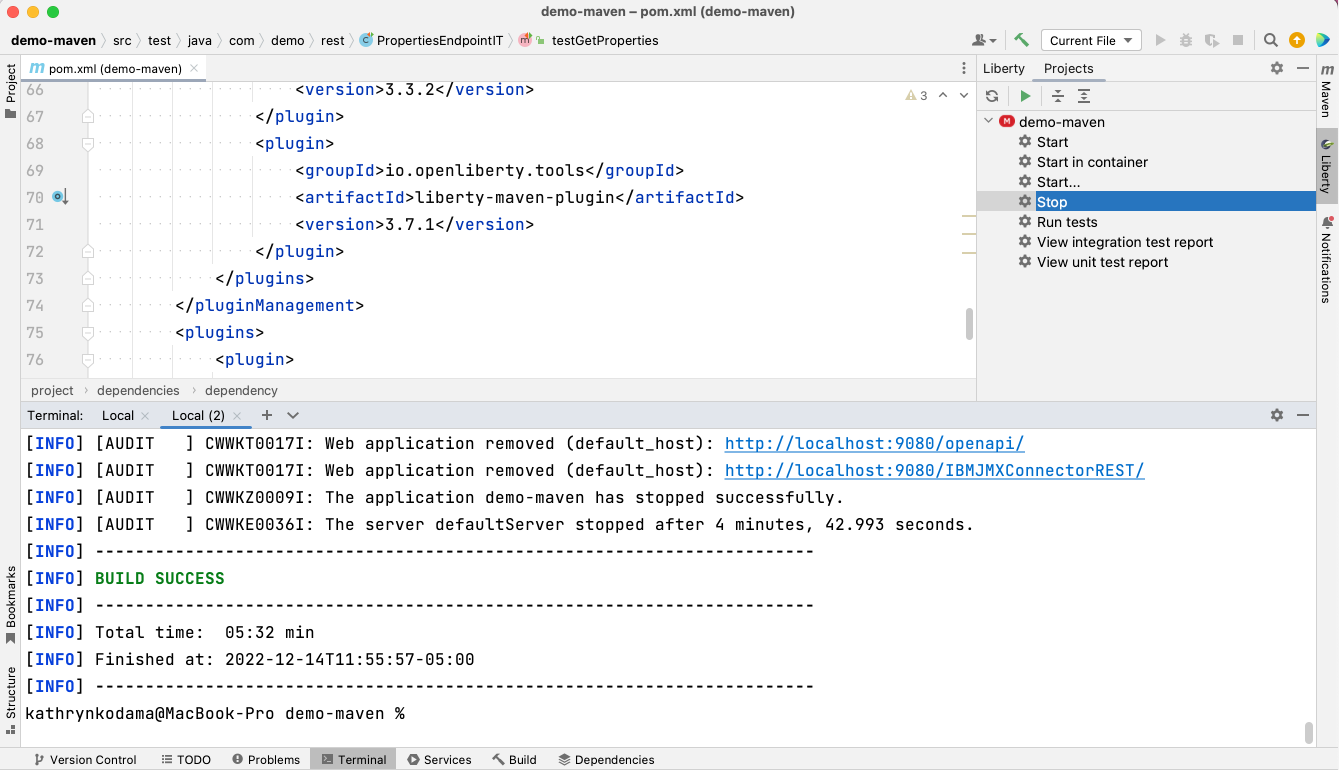 demo-maven – pom.xml (demo-maven)
demo-maven src test java com demo rest PropertiesEndpointIT testGetProperties
Current File
Project
pom.xml (demo-maven)
66 <version>3.3.2</version>
67 </plugin>
68 <plugin>
69 <groupId>io.openliberty.tools</groupId>
70 <artifactId>liberty-maven-plugin</artifactId>
71 <version>3.7.1</version>
72 </plugin>
73 </plugins>
74 </pluginManagement>
75 <plugins>
76 <plugin>
3
project › dependencies › dependency
Liberty Projects
demo-maven
Start
Start in container
Start...
Stop
Run tests
View integration test report
View unit test report
Maven
Liberty
Notifications
Terminal: Local Local (2)
[INFO] [AUDIT   ] CWWKT0017I: Web application removed (default_host): http://localhost:9080/openapi/
[INFO] [AUDIT   ] CWWKT0017I: Web application removed (default_host): http://localhost:9080/IBMJMXConnectorREST/
[INFO] [AUDIT   ] CWWKZ0009I: The application demo-maven has stopped successfully.
[INFO] [AUDIT   ] CWWKE0036I: The server defaultServer stopped after 4 minutes, 42.993 seconds.
[INFO] ------------------------------------------------------------------------
[INFO] BUILD SUCCESS
[INFO] ------------------------------------------------------------------------
[INFO] Total time:  05:32 min
[INFO] Finished at: 2022-12-14T11:55:57-05:00
[INFO] ------------------------------------------------------------------------
kathrynkodama@MacBook-Pro demo-maven %
Bookmarks
Structure
Version Control TODO Problems Terminal Services Build Dependencies